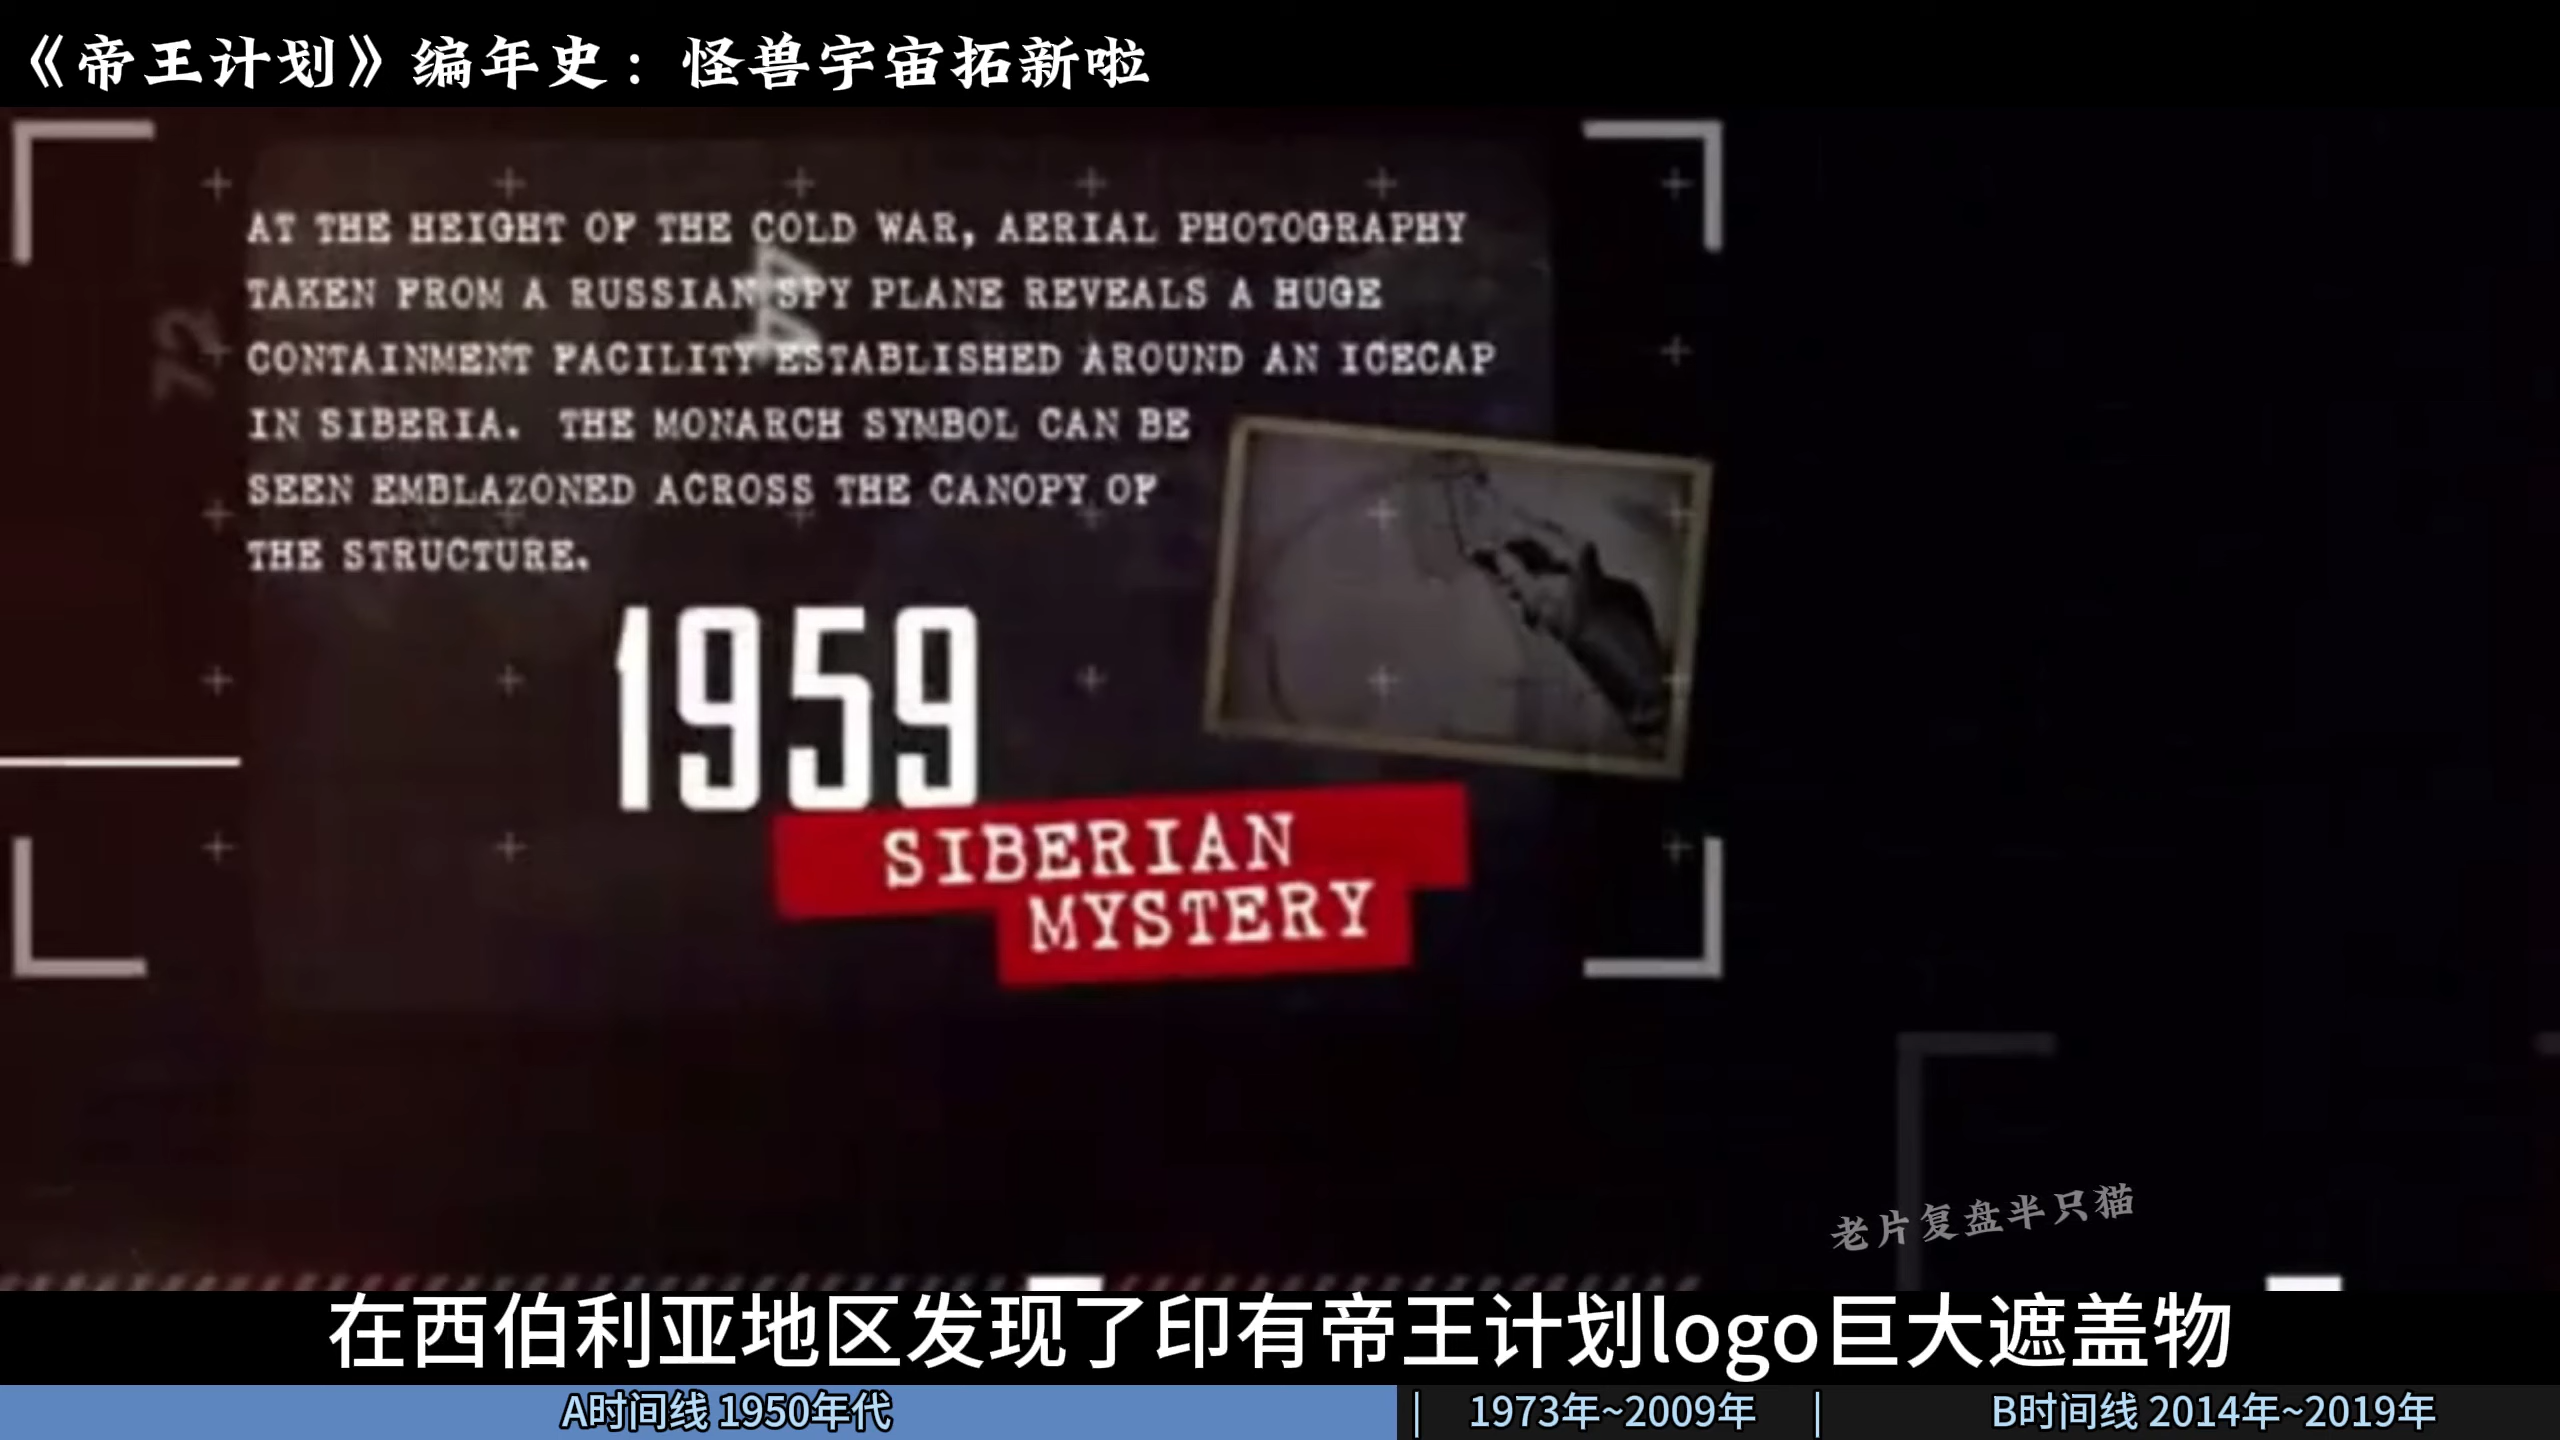 《帝王计划》编年史：怪兽宇宙拓新啦
AT THE HEIGHT OF THE COLD WAR, AERIAL PHOTOGRAPHY
TAKEN FROM A RUSSIAN SPY PLANE REVEALS A HUGE
CONTAINMENT FACILITY ESTABLISHED AROUND AN ICECAP
IN SIBERIA. THE MONARCH SYMBOL CAN BE
SEEN EMBLAZONED ACROSS THE CANOPY OF
THE STRUCTURE.
72
1959
SIBERIAN
MYSTERY
老片复盘半只猫
在西伯利亚地区发现了印有帝王计划logo巨大遮盖物
A时间线 1950年代 | 1973年~2009年 | B时间线 2014年~2019年